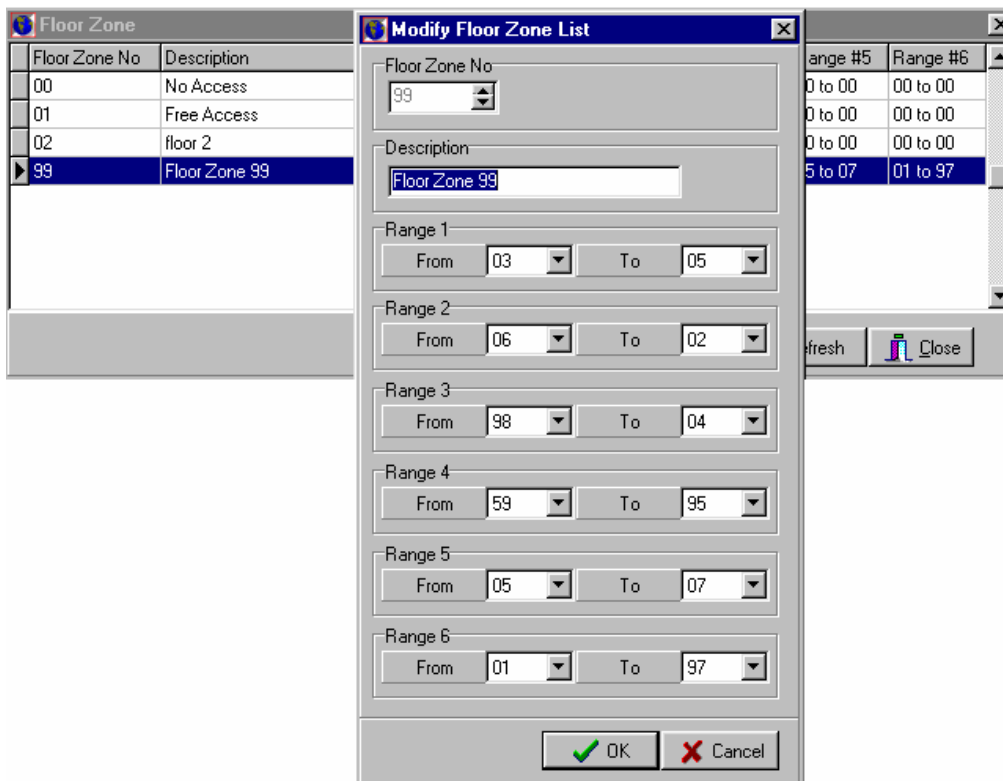 Floor Zone
Floor Zone No Description ange #5 Range #6
00 No Access 0 to 00 00 to 00
01 Free Access 0 to 00 00 to 00
02 floor 2 0 to 00 00 to 00
99 Floor Zone 99 5 to 07 01 to 97
efresh Close
Modify Floor Zone List
Floor Zone No
99
Description
Floor Zone 99
Range 1
From 03 To 05
Range 2
From 06 To 02
Range 3
From 98 To 04
Range 4
From 59 To 95
Range 5
From 05 To 07
Range 6
From 01 To 97
OK Cancel